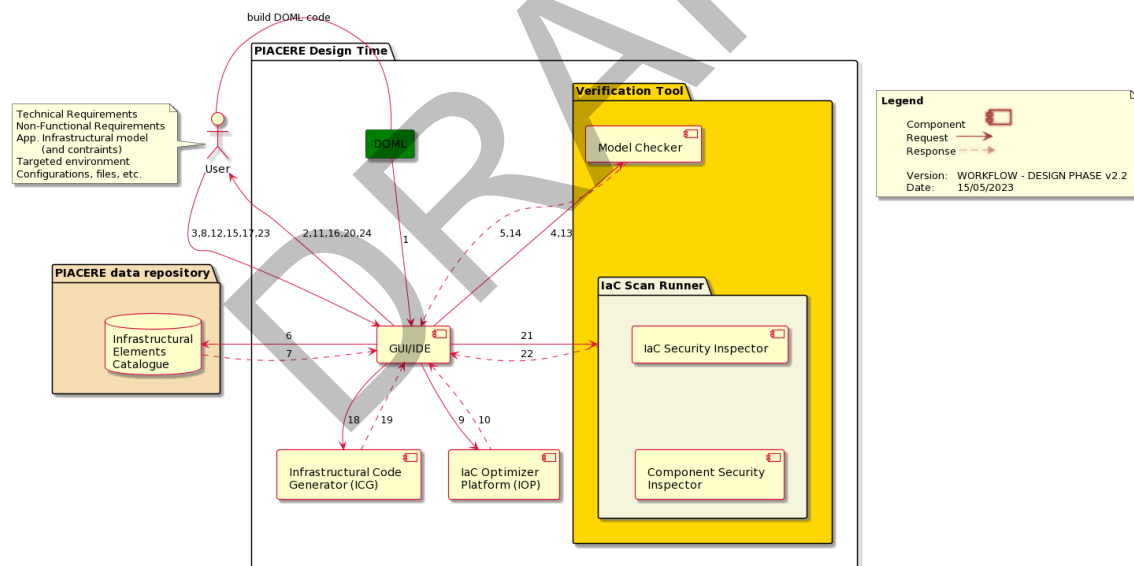 build DOML code
PIACERE Design Time
Technical Requirements
Non-Functional Requirements
App. Infrastructural model
(and contraints)
Targeted environment
Configurations, files, etc.
User
DOML
Verification Tool
Model Checker
Legend
Component
Request
Response
Version: WORKFLOW - DESIGN PHASE v2.2
Date: 15/05/2023
3,8,12,15,17,23
2,11,16,20,24
1
5,14
4,13
PIACERE data repository
Infrastructural
Elements
Catalogue
6
7
GUI/IDE
21
22
IaC Scan Runner
IaC Security Inspector
18
19
9
10
Infrastructural Code
Generator (ICG)
IaC Optimizer
Platform (IOP)
Component Security
Inspector